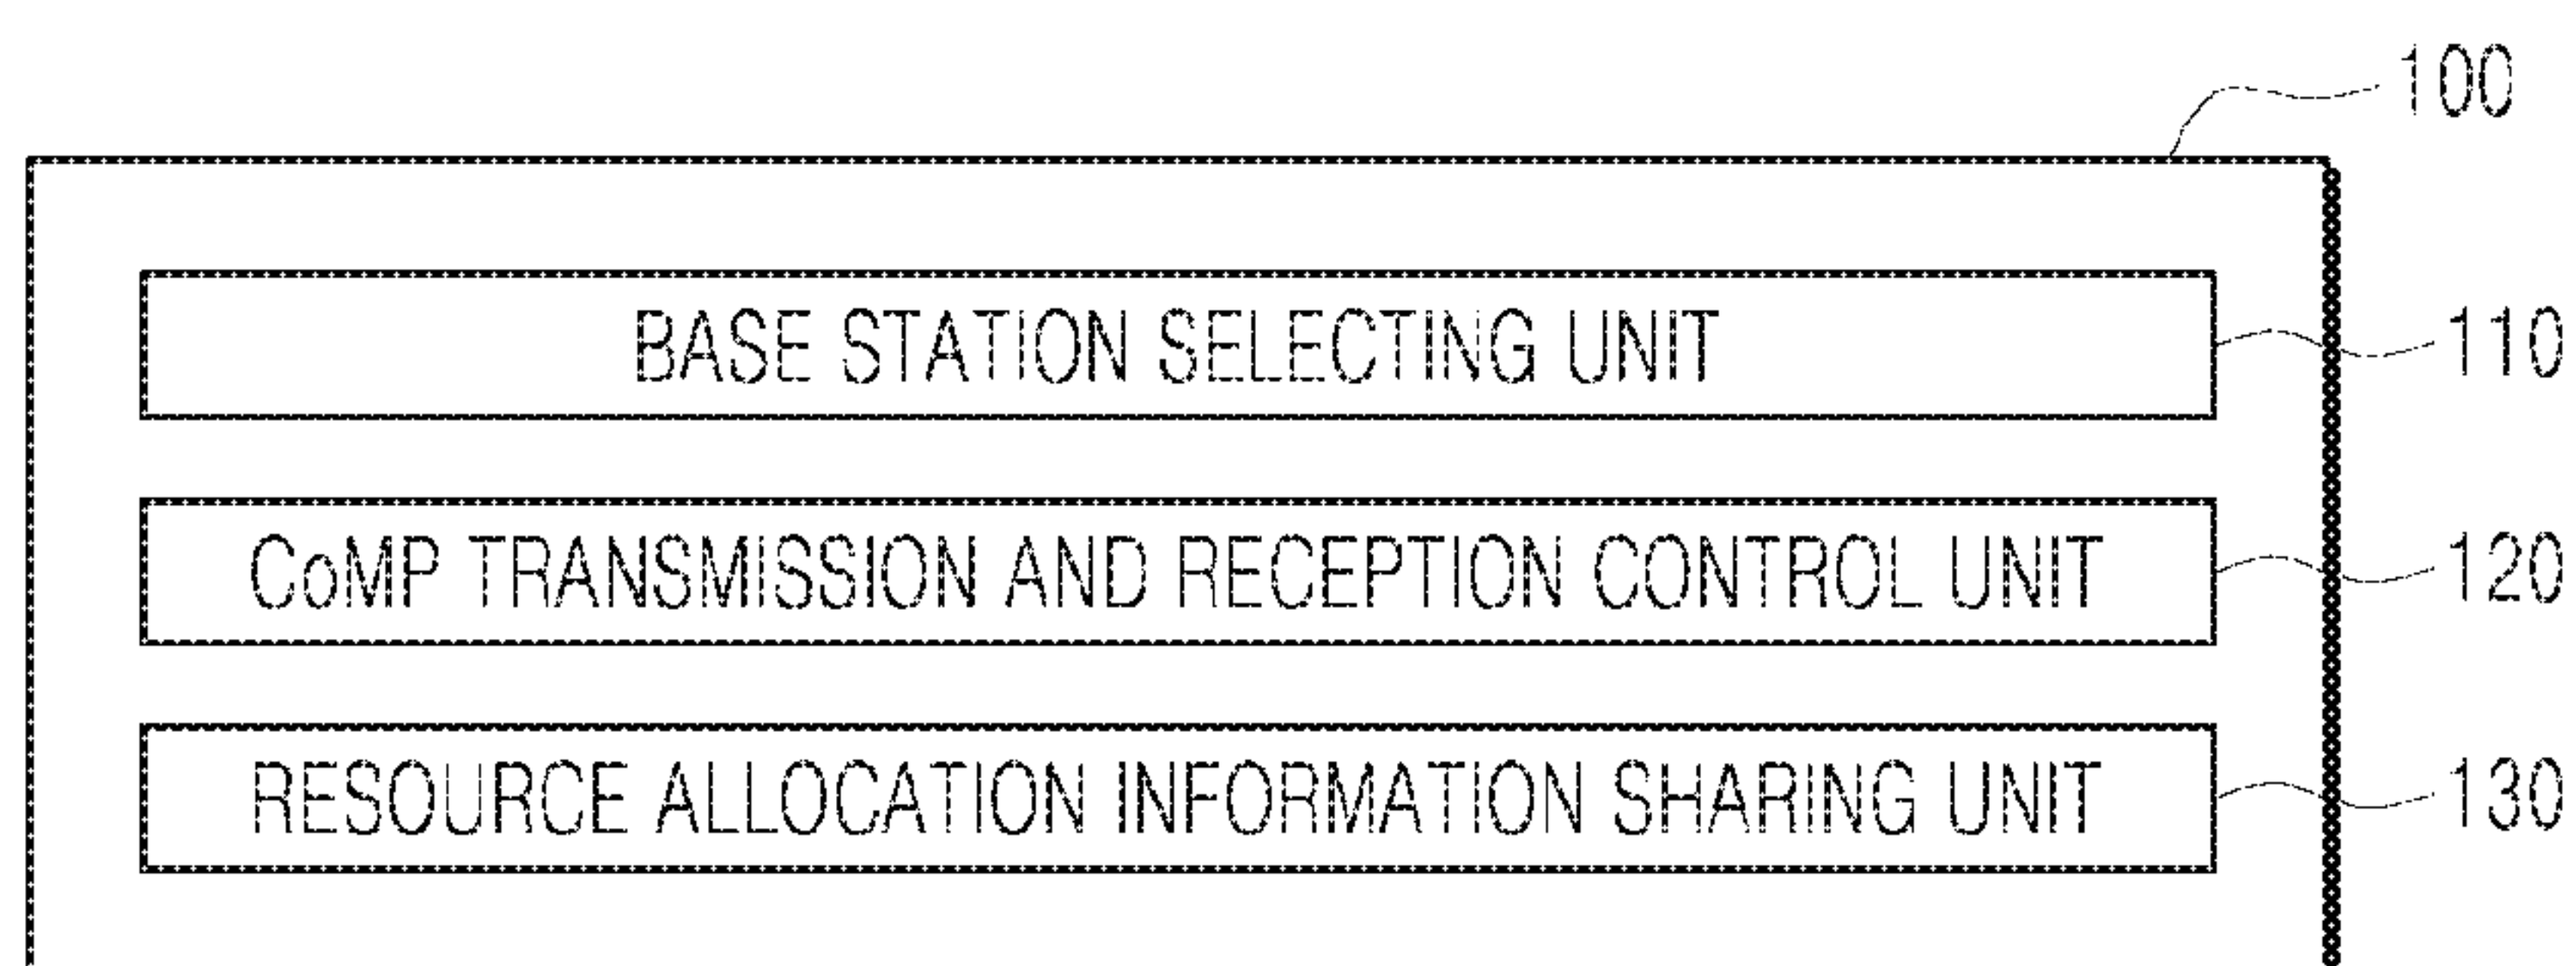 100
BASE STATION SELECTING UNIT 110
CoMP TRANSMISSION AND RECEPTION CONTROL UNIT 120
RESOURCE ALLOCATION INFORMATION SHARING UNIT 130